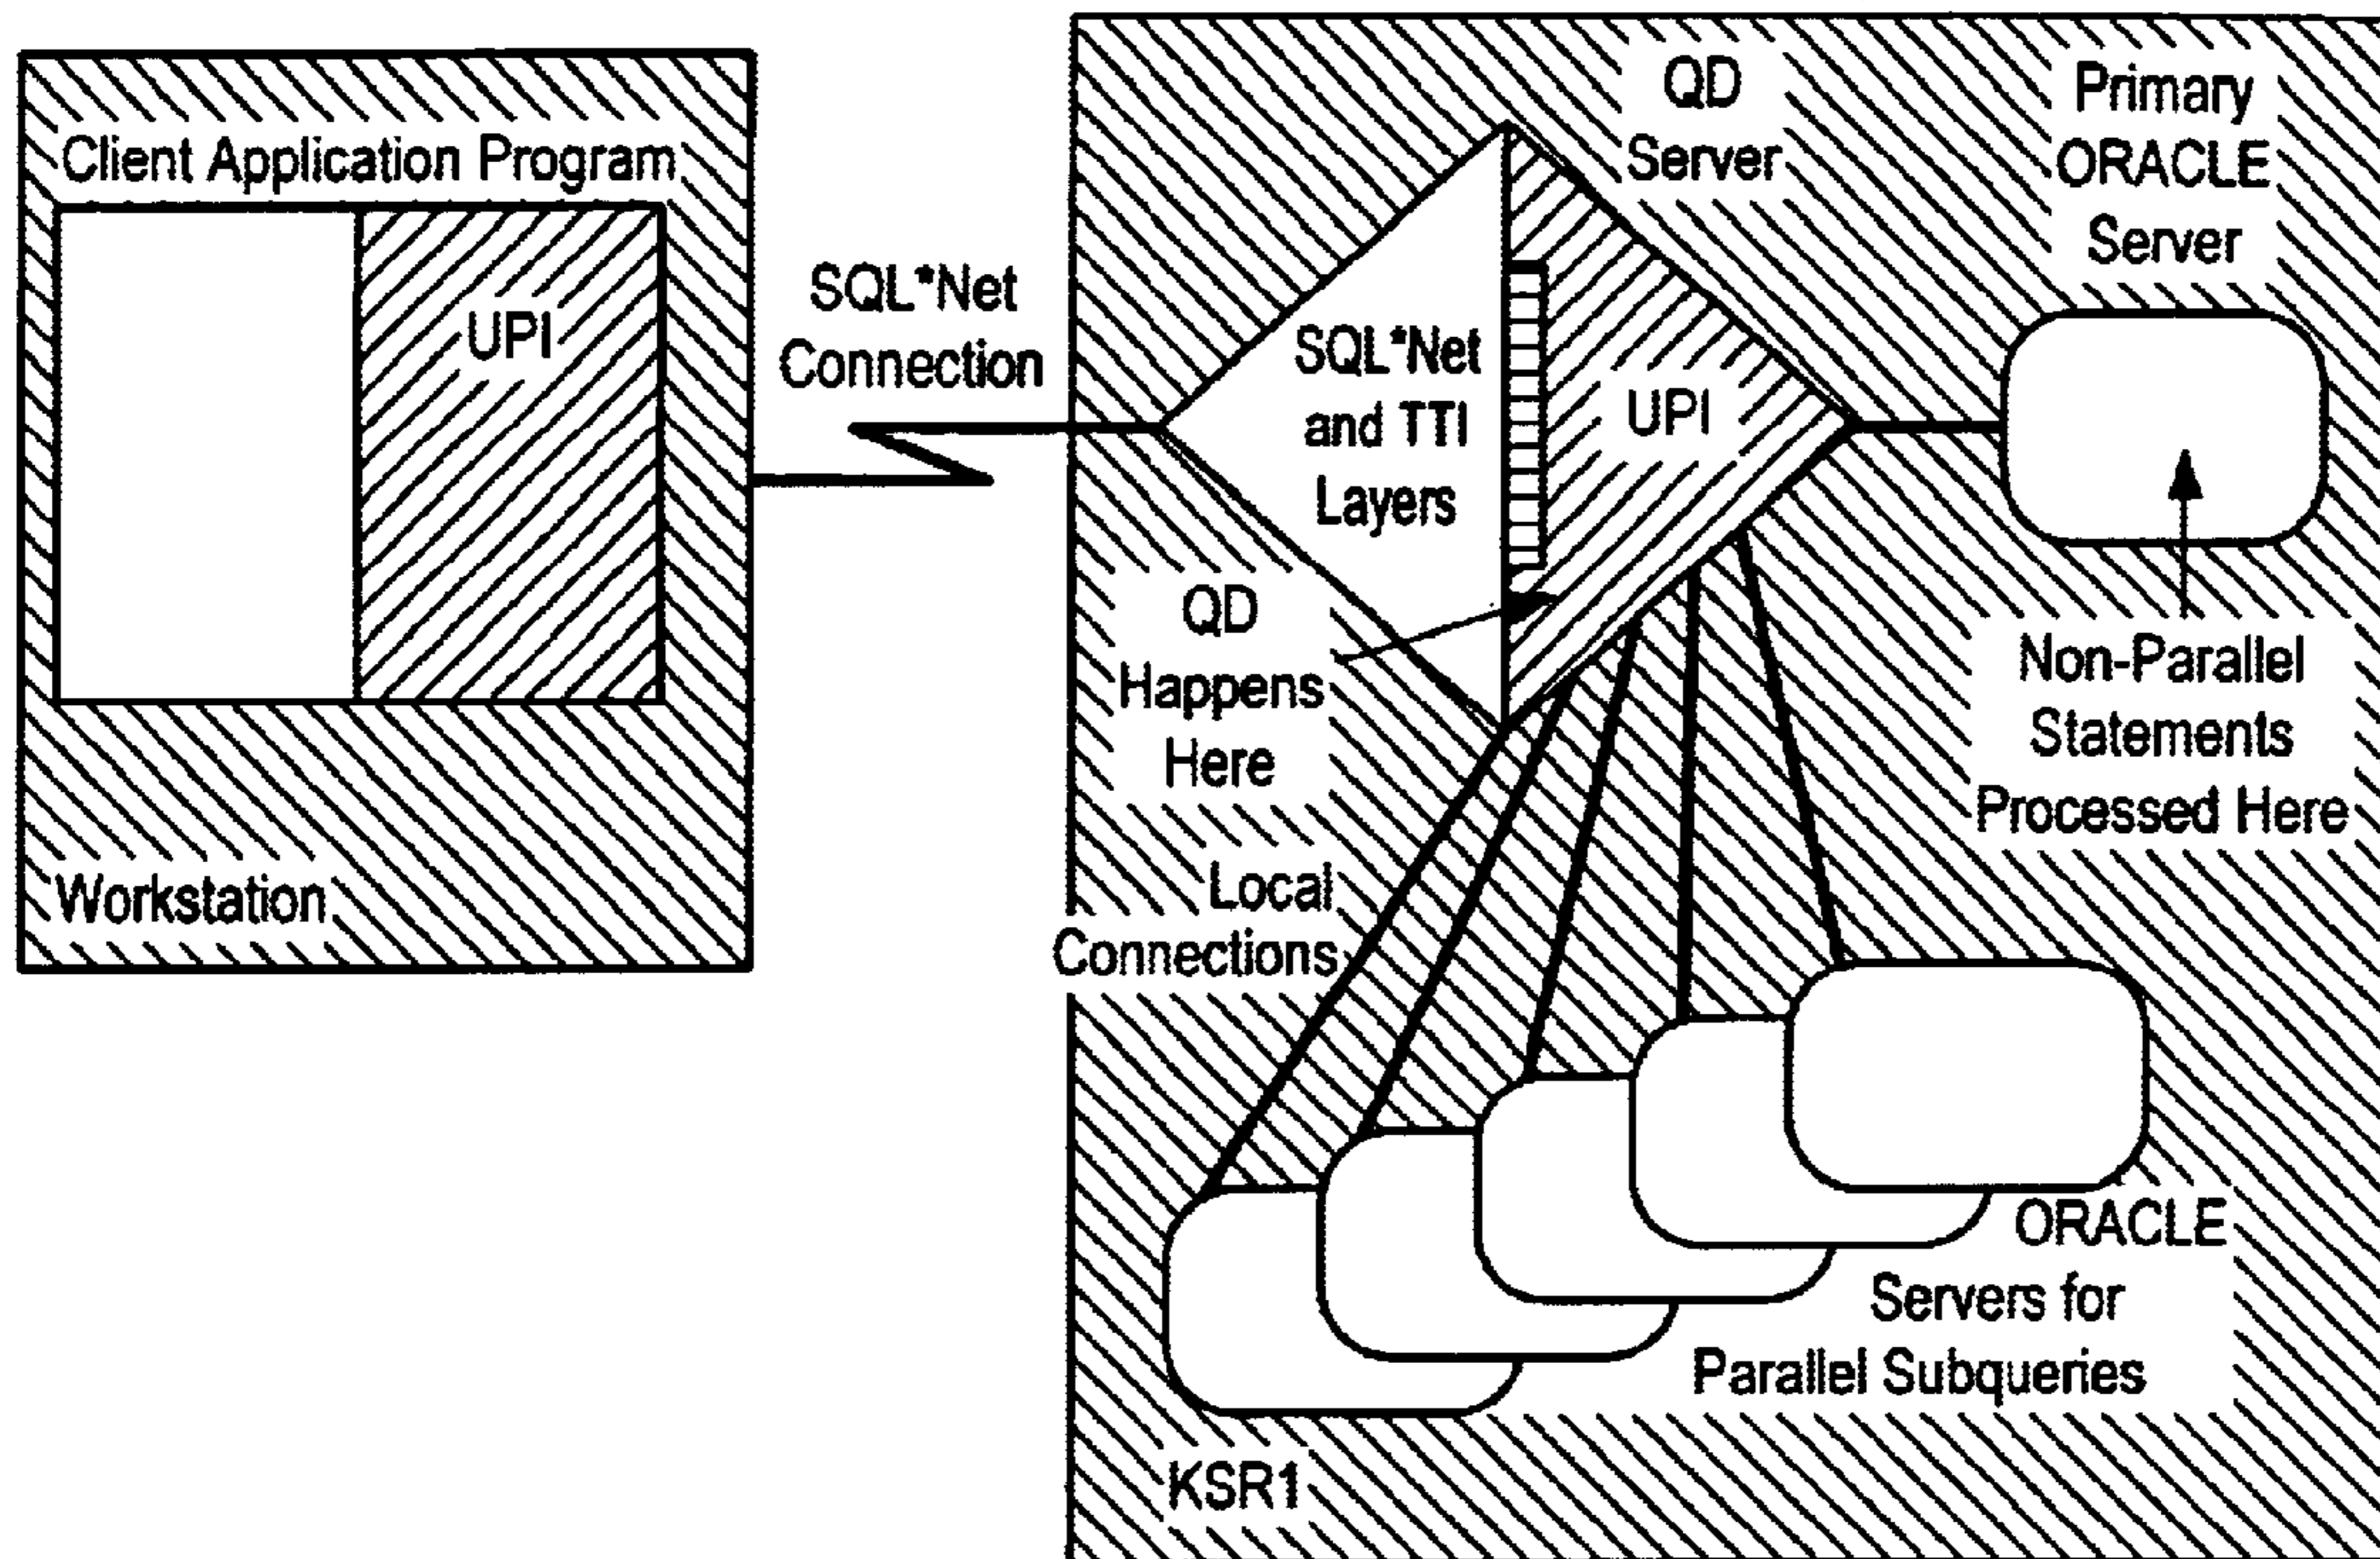 Client Application Program
UPI
Workstation
SQL*Net
Connection
QD
Server
Primary
ORACLE
Server
SQL*Net
and TTI
Layers
UPI
QD
Happens
Here
Non-Parallel
Statements
Processed Here
Local
Connections
ORACLE
Servers for
Parallel Subqueries
KSR1